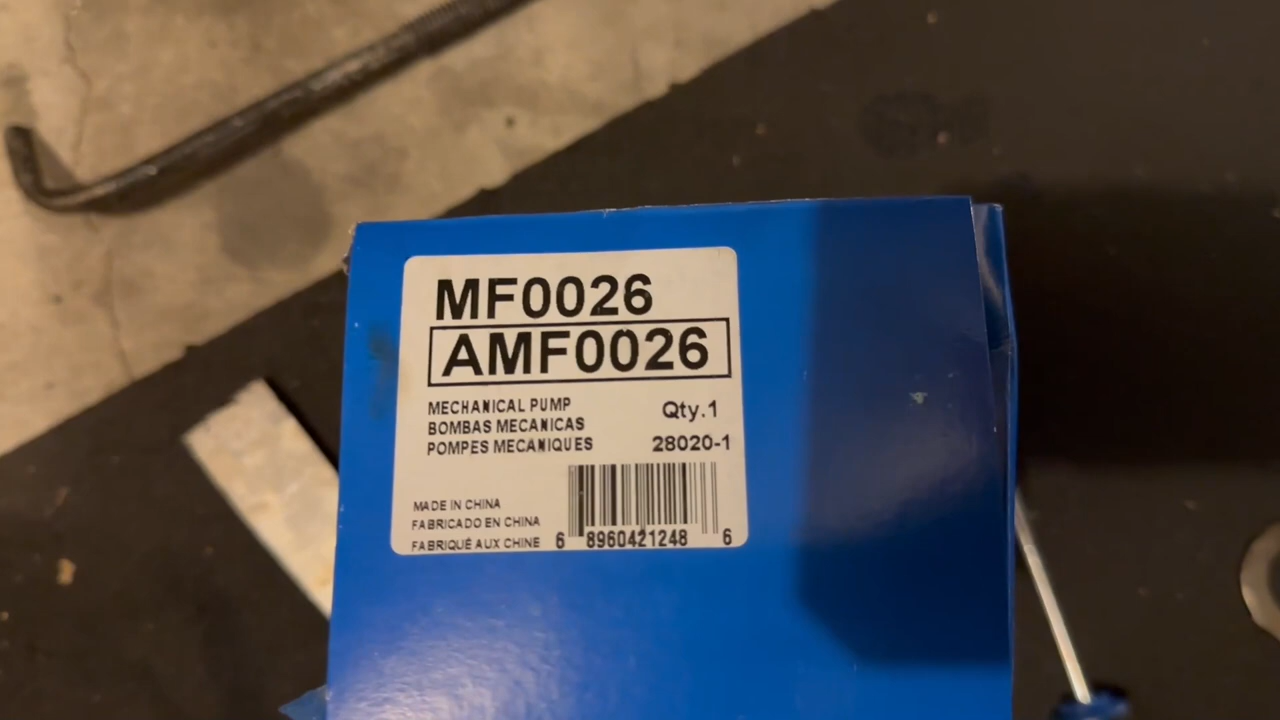 MF0026
AMF0026
MECHANICAL PUMP
BOMBAS MECANICAS
POMPES MECANIQUES
Qty.1
28020-1
MADE IN CHINA
FABRICADO EN CHINA
FABRIQUÉ AUX CHINE
6 8960421248 6